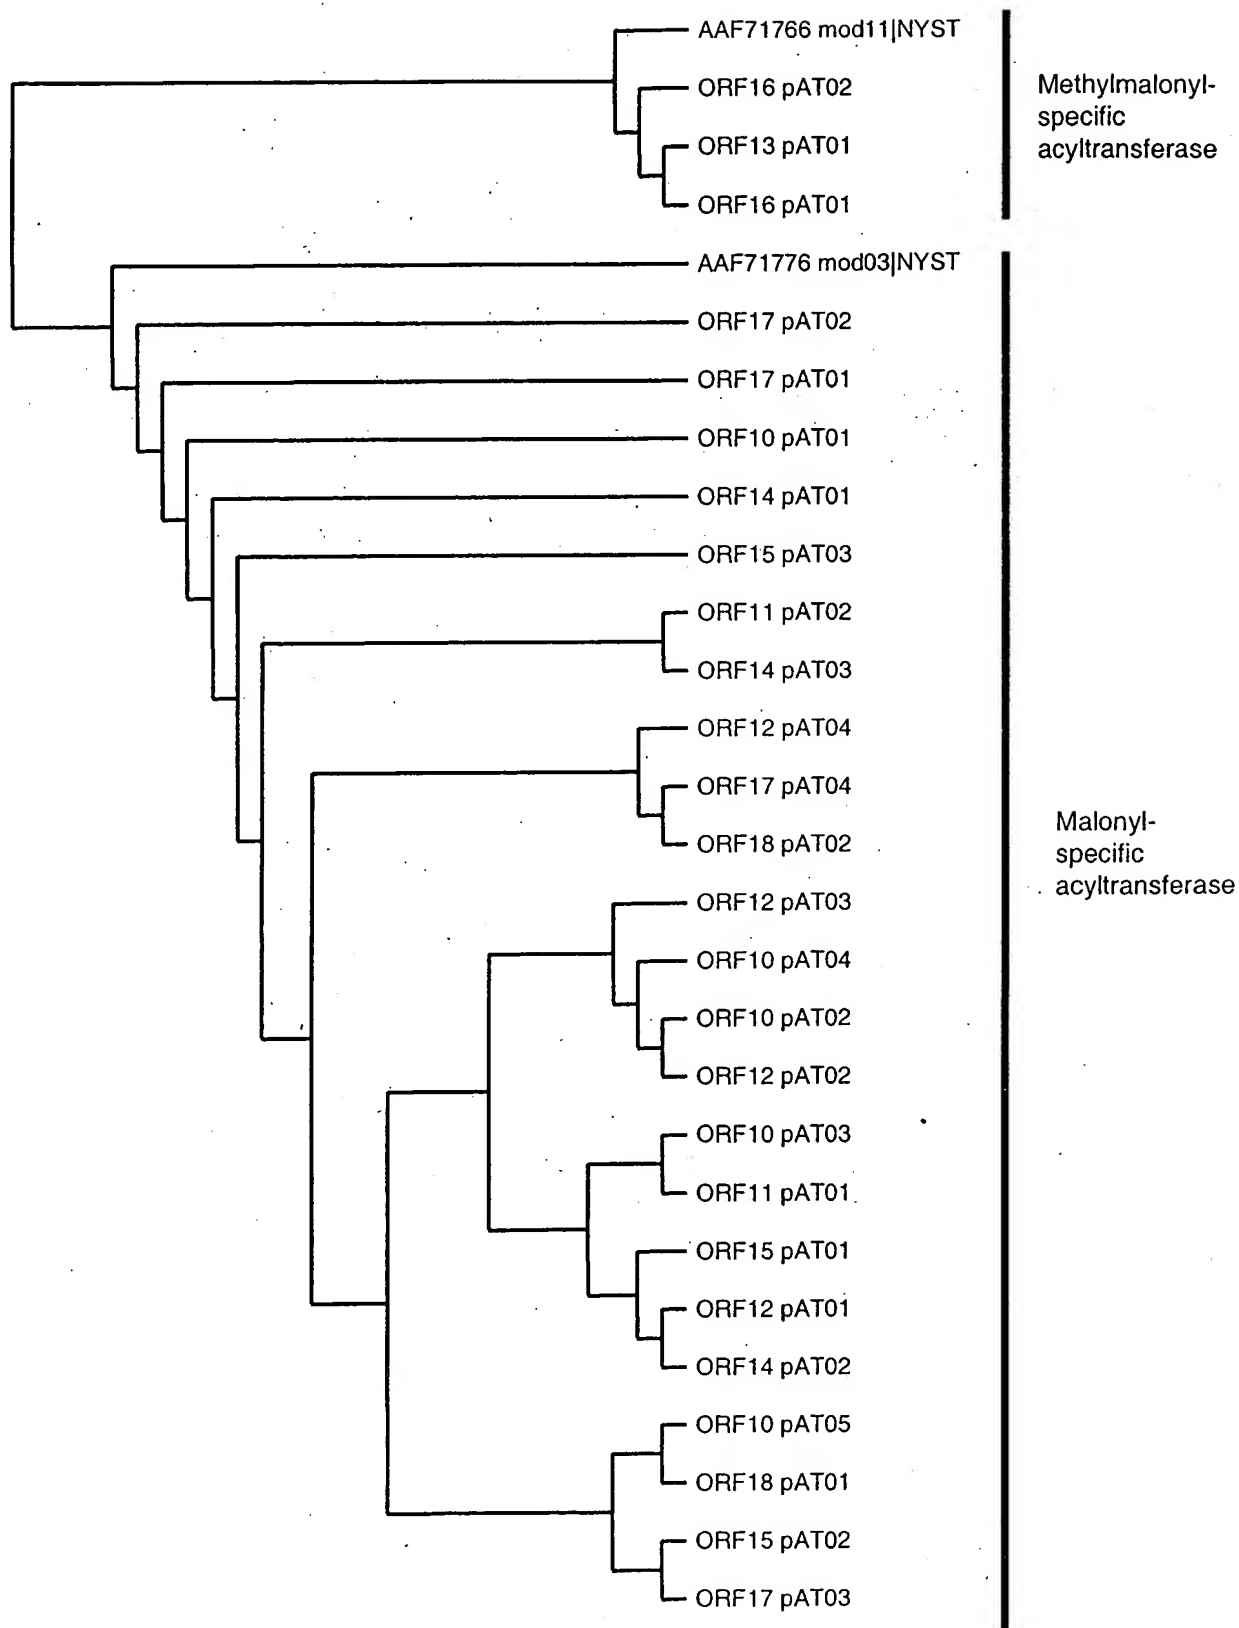 AAF71766 mod11|NYST
ORF16 pAT02
ORF13 pAT01
ORF16 pAT01
Methylmalonyl-
specific
acyltransferase
AAF71776 mod03|NYST
ORF17 pAT02
ORF17 pAT01
ORF10 pAT01
ORF14 pAT01
ORF15 pAT03
ORF11 pAT02
ORF14 pAT03
ORF12 pAT04
ORF17 pAT04
ORF18 pAT02
ORF12 pAT03
ORF10 pAT04
ORF10 pAT02
ORF12 pAT02
ORF10 pAT03
ORF11 pAT01
ORF15 pAT01
ORF12 pAT01
ORF14 pAT02
ORF10 pAT05
ORF18 pAT01
ORF15 pAT02
ORF17 pAT03
Malonyl-
specific
acyltransferase